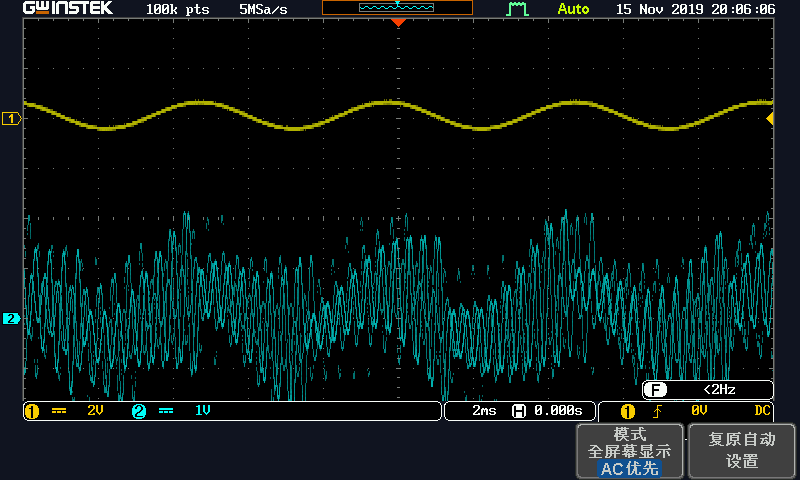 GWINSTEK 100k pts 5MSa/s Auto 15 Nov 2019 20:06:06
1
2
F <2Hz
1 2V 2 1V 2ms H 0.000s 1 0V DC
模式
全屏幕显示
AC优先
复原自动
设置